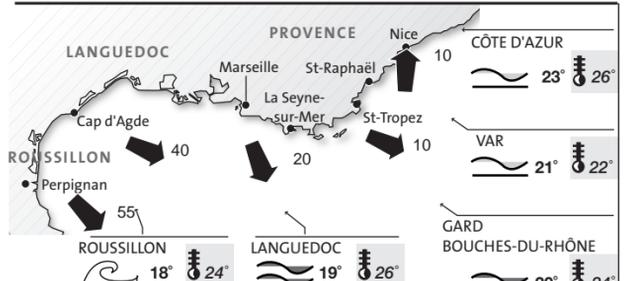 PROVENCE
Nice
LANGUEDOC
10
CÔTE D'AZUR
Marseille
St-Raphaël
23° 26°
La Seyne-
sur-Mer
St-Tropez
Cap d'Agde
VAR
40
20
10
ROUSSILLON
21° 22°
Perpignan
55
GARD
BOUCHES-DU-RHÔNE
ROUSSILLON
18° 24°
LANGUEDOC
19° 26°